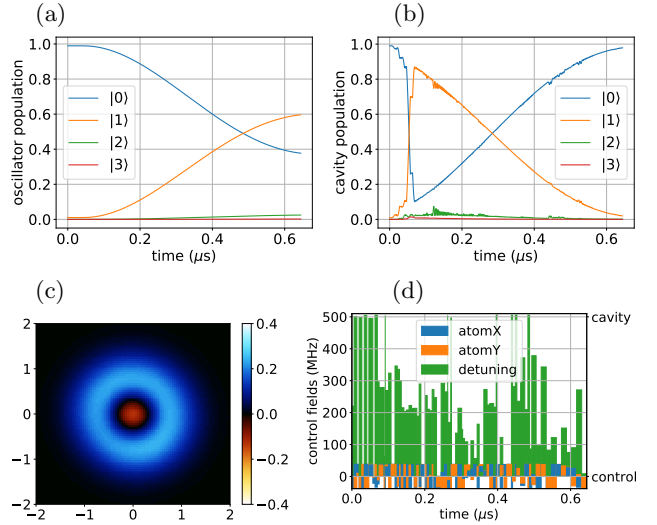 (a)
oscillator population
1.0
0.8
0.6
0.4
0.2
0.0
|0⟩
|1⟩
|2⟩
|3⟩
0.0 0.2 0.4 0.6
time (μs)
(b)
cavity population
1.0
0.8
0.6
0.4
0.2
0.0
|0⟩
|1⟩
|2⟩
|3⟩
0.0 0.2 0.4 0.6
time (μs)
(c)
2
1
0
−1
−2
−2 −1 0 1 2
0.4
0.2
0.0
−0.2
−0.4
(d)
control fields (MHz)
500
400
300
200
100
0
atomX
atomY
detuning
cavity
control
0.0 0.2 0.4 0.6
time (μs)